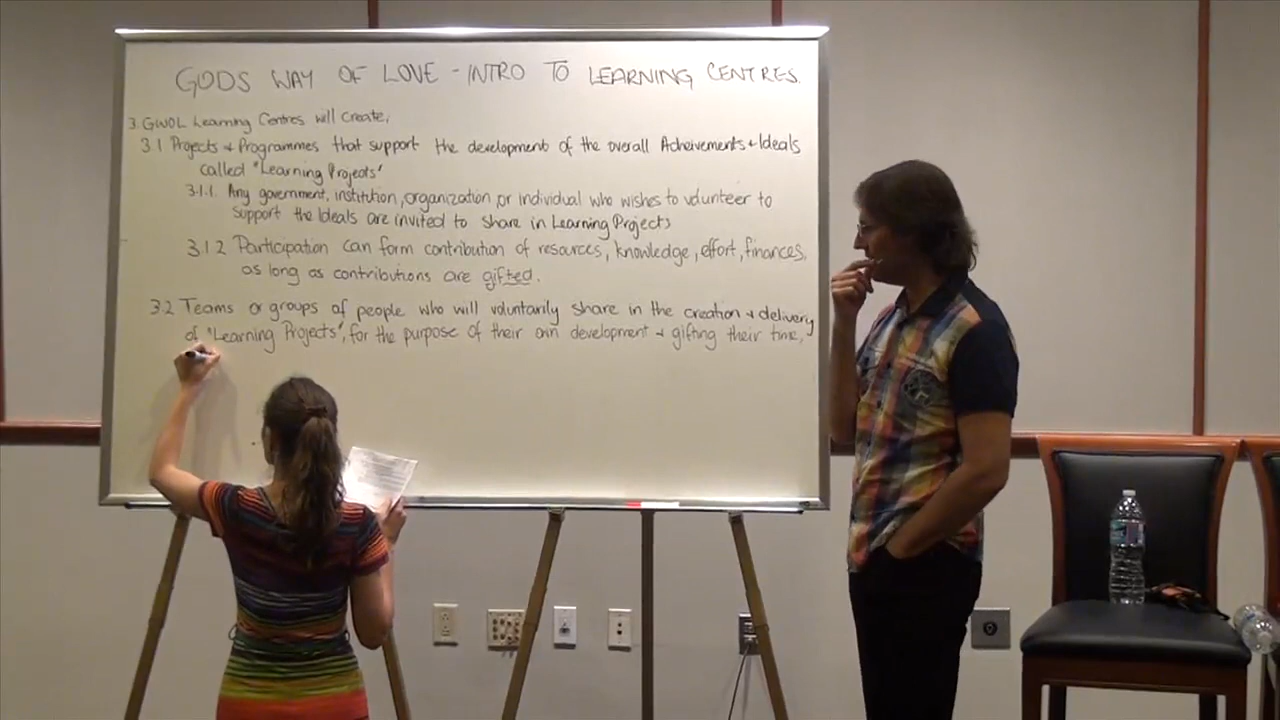 GODS WAY OF LOVE - INTRO TO LEARNING CENTRES.
3. GWOL Learning Centres will create,
3.1 Projects + Programmes that support the development of the overall Acheivements + Ideals
called "Learning Projects"
3.1.1. Any government, institution, organization, or individual who wishes to volunteer to
support the Ideals are invited to share in Learning Projects
3.1.2 Participation can form contribution of resources, knowledge, effort, finances,
as long as contributions are gifted.
3.2 Teams or groups of people who will voluntarily share in the creation + delivery
of "Learning Projects", for the purpose of their own development + gifting their time,